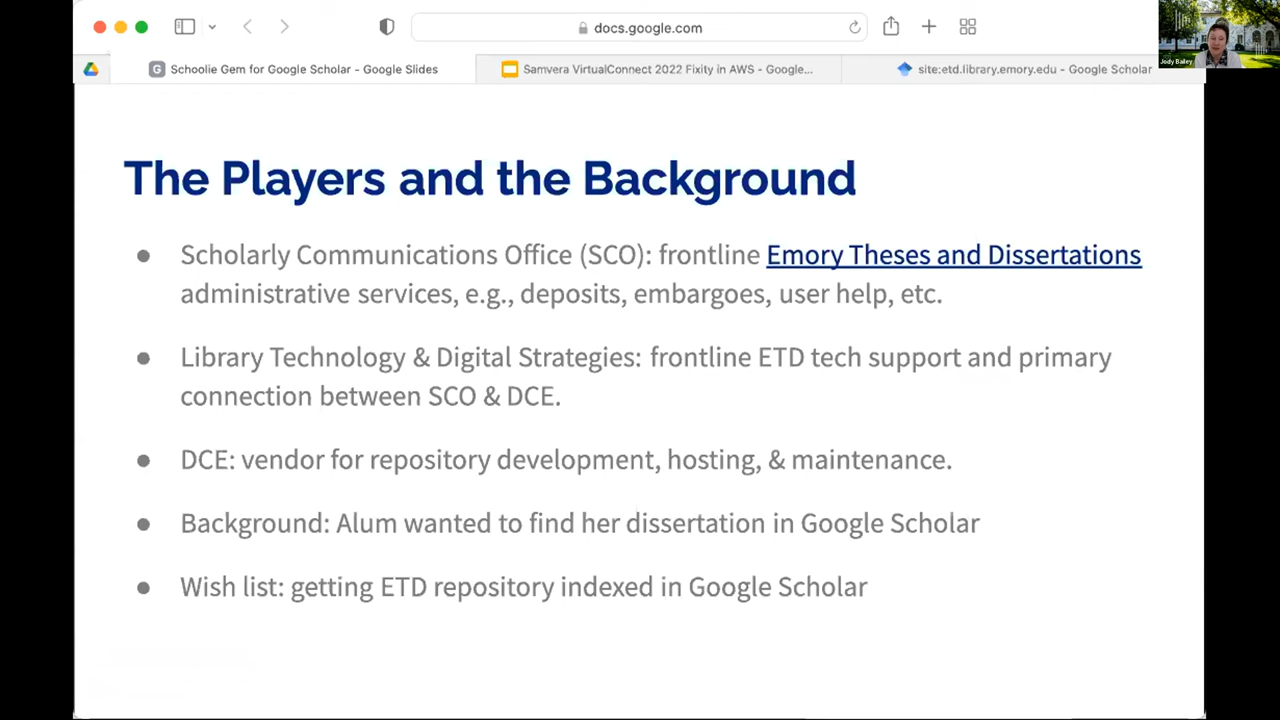 docs.google.com
Schoolie Gem for Google Scholar - Google Slides
Samvera VirtualConnect 2022 Fixity in AWS - Google...
site:etd.library.emory.edu - Google Scholar
Jody Bailey
The Players and the Background
● Scholarly Communications Office (SCO): frontline Emory Theses and Dissertations
administrative services, e.g., deposits, embargoes, user help, etc.
● Library Technology & Digital Strategies: frontline ETD tech support and primary
connection between SCO & DCE.
● DCE: vendor for repository development, hosting, & maintenance.
● Background: Alum wanted to find her dissertation in Google Scholar
● Wish list: getting ETD repository indexed in Google Scholar